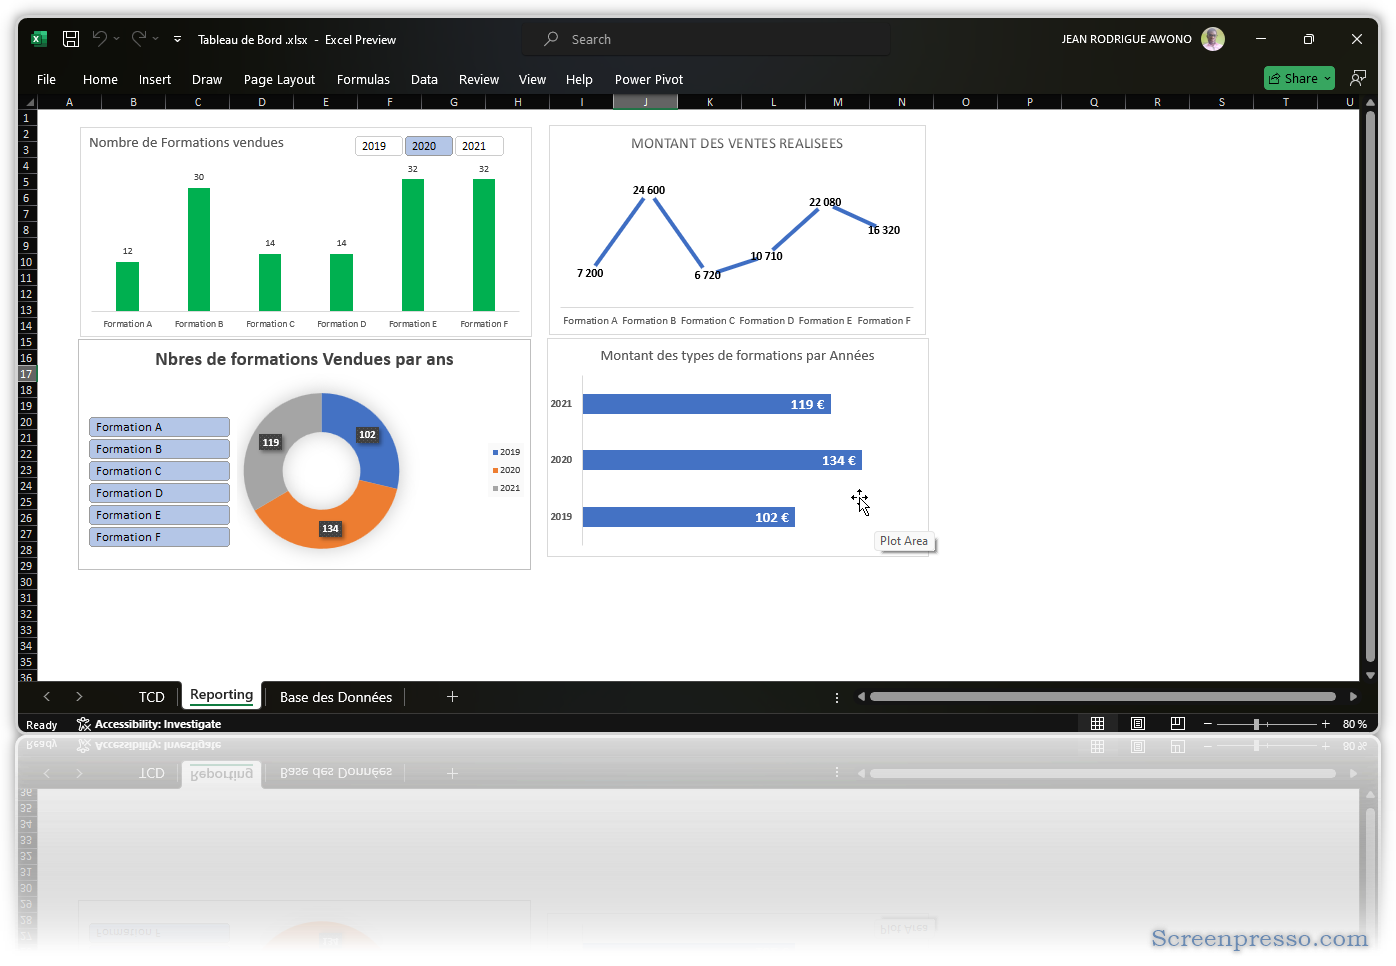 Tableau de Bord .xlsx - Excel Preview
Search
JEAN RODRIGUE AWONO
File Home Insert Draw Page Layout Formulas Data Review View Help Power Pivot
Share
A B C D E F G H I J K L M N O P Q R S T U
1
2
3
4
5
6
7
8
9
10
11
12
13
14
15
16
17
18
19
20
21
22
23
24
25
26
27
28
29
30
31
32
33
34
35
36
Nombre de Formations vendues
2019 2020 2021
12 30 14 14 32 32
Formation A Formation B Formation C Formation D Formation E Formation F
MONTANT DES VENTES REALISEES
7 200 24 600 6 720 10 710 22 080 16 320
Formation A Formation B Formation C Formation D Formation E Formation F
Nbres de formations Vendues par ans
Formation A
Formation B
Formation C
Formation D
Formation E
Formation F
102
119
134
2019
2020
2021
Montant des types de formations par Années
2021 119 €
2020 134 €
2019 102 €
Plot Area
TCD Reporting Base des Données
Ready Accessibility: Investigate
80 %
Screenpresso.com